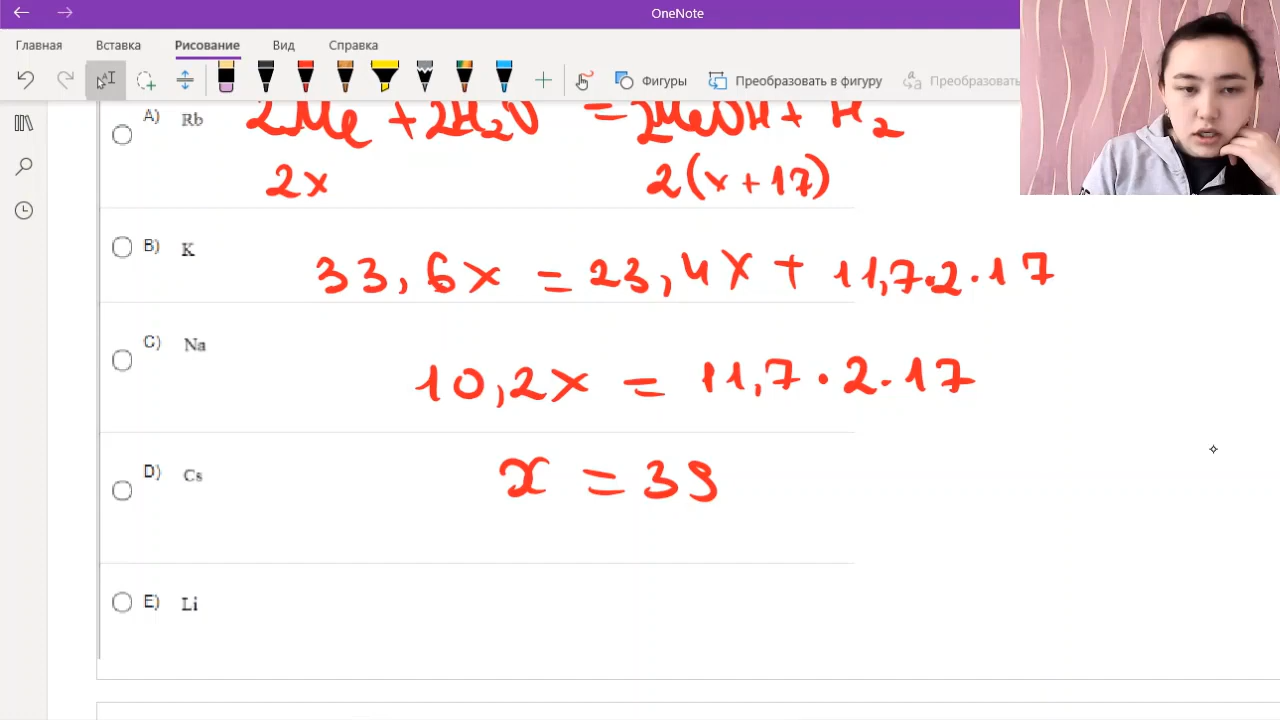 OneNote
Главная Вставка Рисование Вид Справка
Фигуры Преобразовать в фигуру Преобразовать
A) Rb 2Me + 2H₂O = 2MeOH + H₂
2x 2(x + 17)
B) K 33,6x = 23,4x + 11,7·2·17
C) Na 10,2x = 11,7·2·17
D) Cs x = 39
E) Li